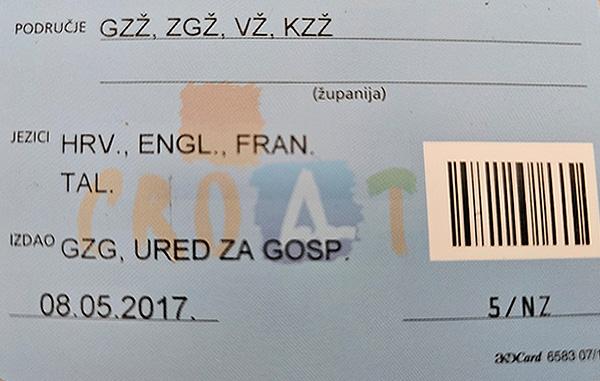 PODRUČJE GZŽ, ZGŽ, VŽ, KZŽ
(županija)
JEZICI HRV., ENGL., FRAN.
TAL.
CROAT
IZDAO GZG, URED ZA GOSP.
08.05.2017. 5/NZ
AKDCard 6583 07/1